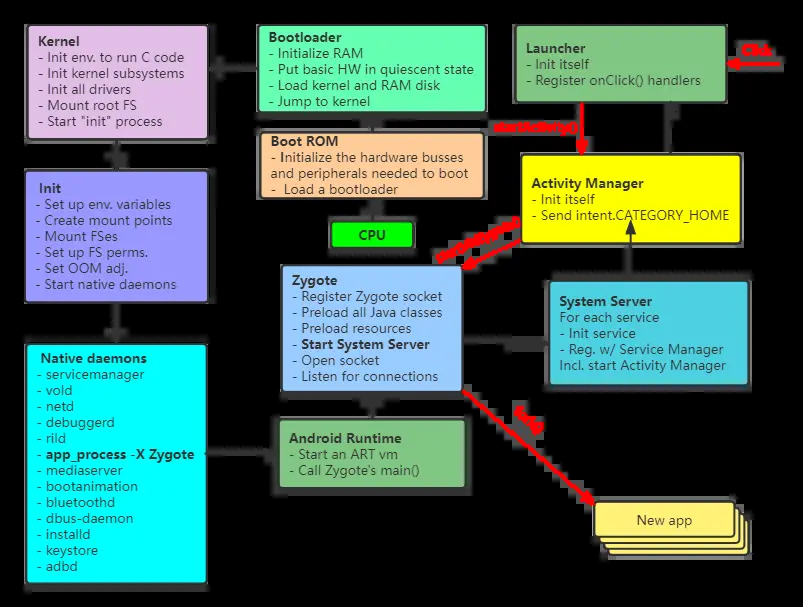 Kernel
- Init env. to run C code
- Init kernel subsystems
- Init all drivers
- Mount root FS
- Start "init" process
Bootloader
- Initialize RAM
- Put basic HW in quiescent state
- Load kernel and RAM disk
- Jump to kernel
Launcher
- Init itself
- Register onClick() handlers
Click
Boot ROM
- Initialize the hardware busses
and peripherals needed to boot
- Load a bootloader
startActivity()
Activity Manager
- Init itself
- Send intent.CATEGORY_HOME
Init
- Set up env. variables
- Create mount points
- Mount FSes
- Set up FS perms.
- Set OOM adj.
- Start native daemons
CPU
Zygote
- Register Zygote socket
- Preload all Java classes
- Preload resources
- Start System Server
- Open socket
- Listen for connections
System Server
For each service
- Init service
- Reg. w/ Service Manager
Incl. start Activity Manager
Native daemons
- servicemanager
- vold
- netd
- debuggerd
- rild
- app_process -X Zygote
- mediaserver
- bootanimation
- bluetoothd
- dbus-daemon
- installd
- keystore
- adbd
Android Runtime
- Start an ART vm
- Call Zygote's main()
New app